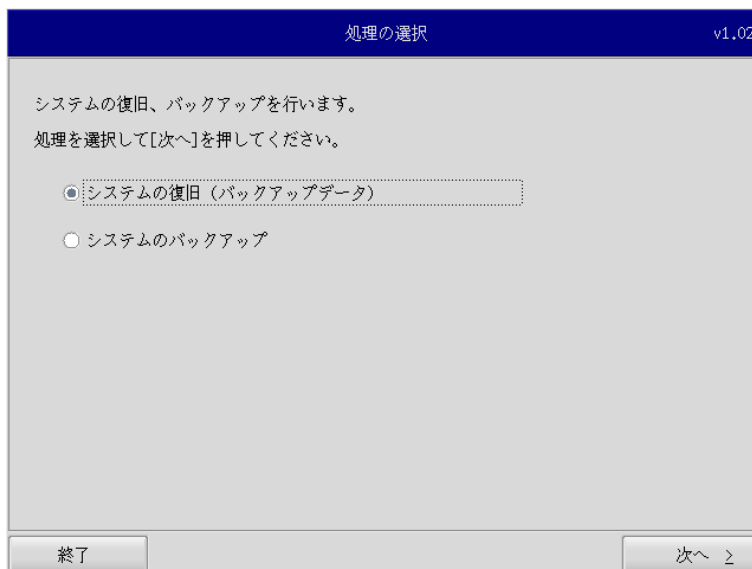 処理の選択
v1.02
システムの復旧、バックアップを行います。
処理を選択して[次へ]を押してください。
システムの復旧（バックアップデータ）
システムのバックアップ
終了
次へ ≥